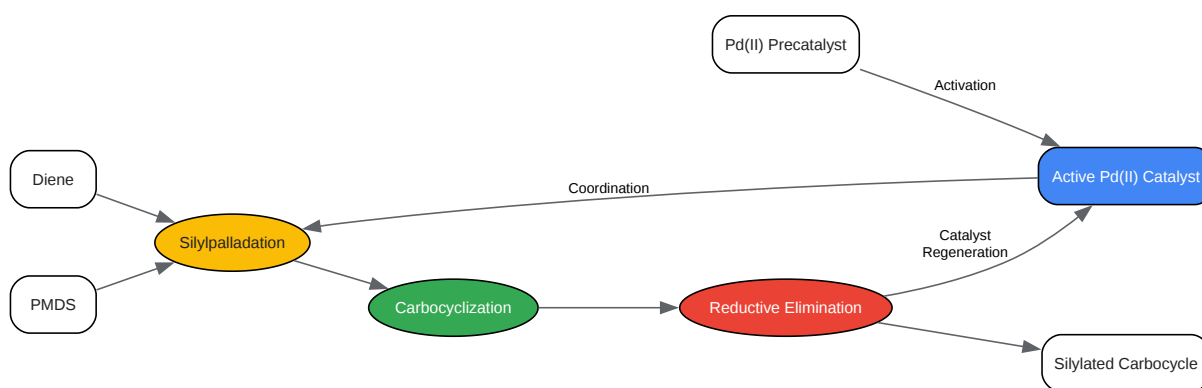 Pd(II) Precatalyst
Activation
Diene
Active Pd(II) Catalyst
Coordination
Silylpalladation
Catalyst
Regeneration
PMDS
Carbocyclization
Reductive Elimination
Silylated Carbocycle